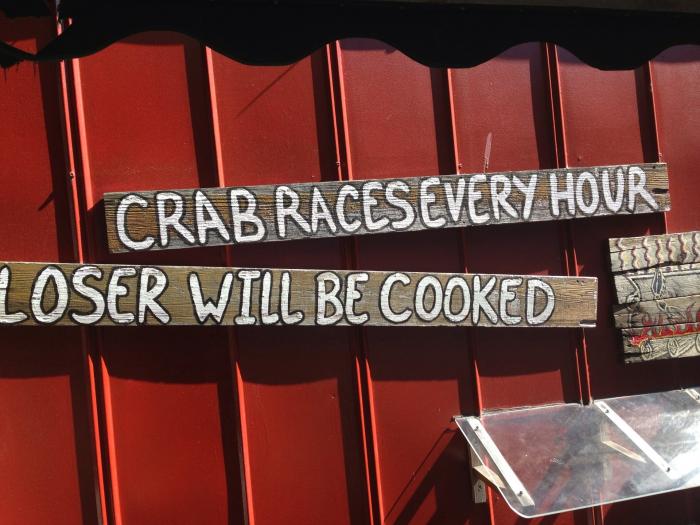 CRAB RACES EVERY HOUR
LOSER WILL BE COOKED